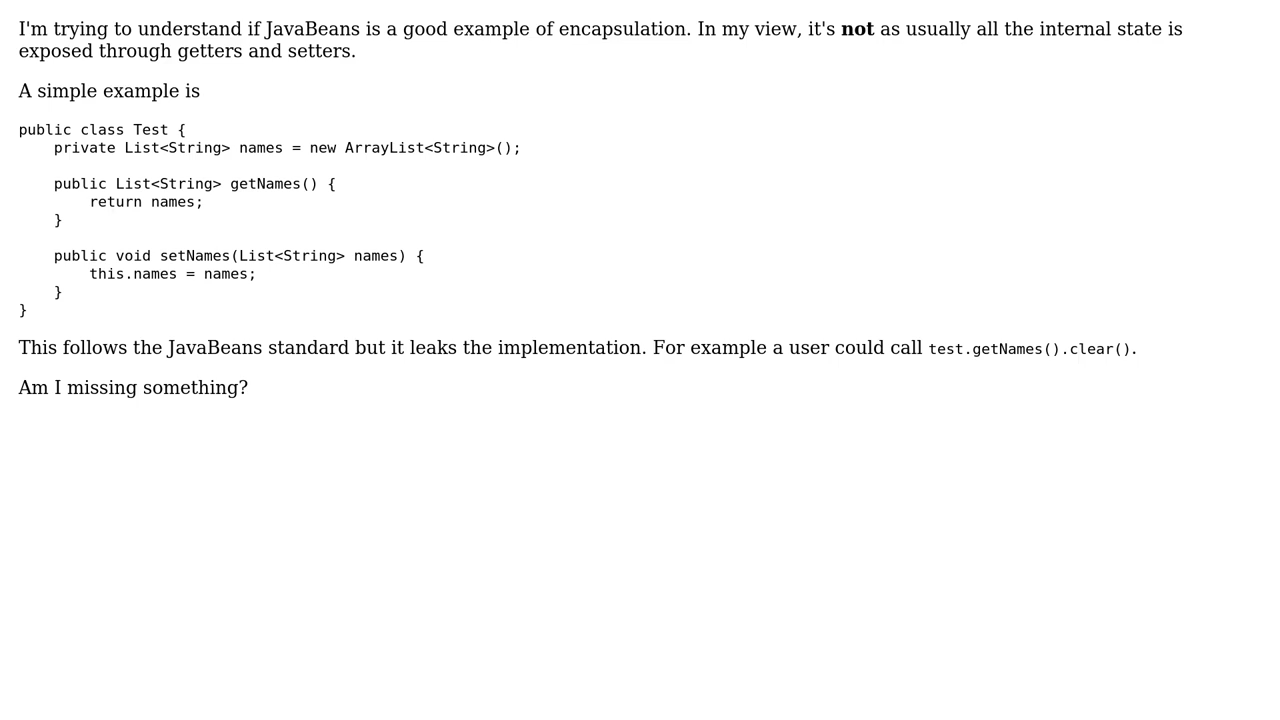 I'm trying to understand if JavaBeans is a good example of encapsulation. In my view, it's not as usually all the internal state is
exposed through getters and setters.
A simple example is
public class Test {
    private List<String> names = new ArrayList<String>();
    public List<String> getNames() {
        return names;
    }
    public void setNames(List<String> names) {
        this.names = names;
    }
}
This follows the JavaBeans standard but it leaks the implementation. For example a user could call test.getNames().clear().
Am I missing something?